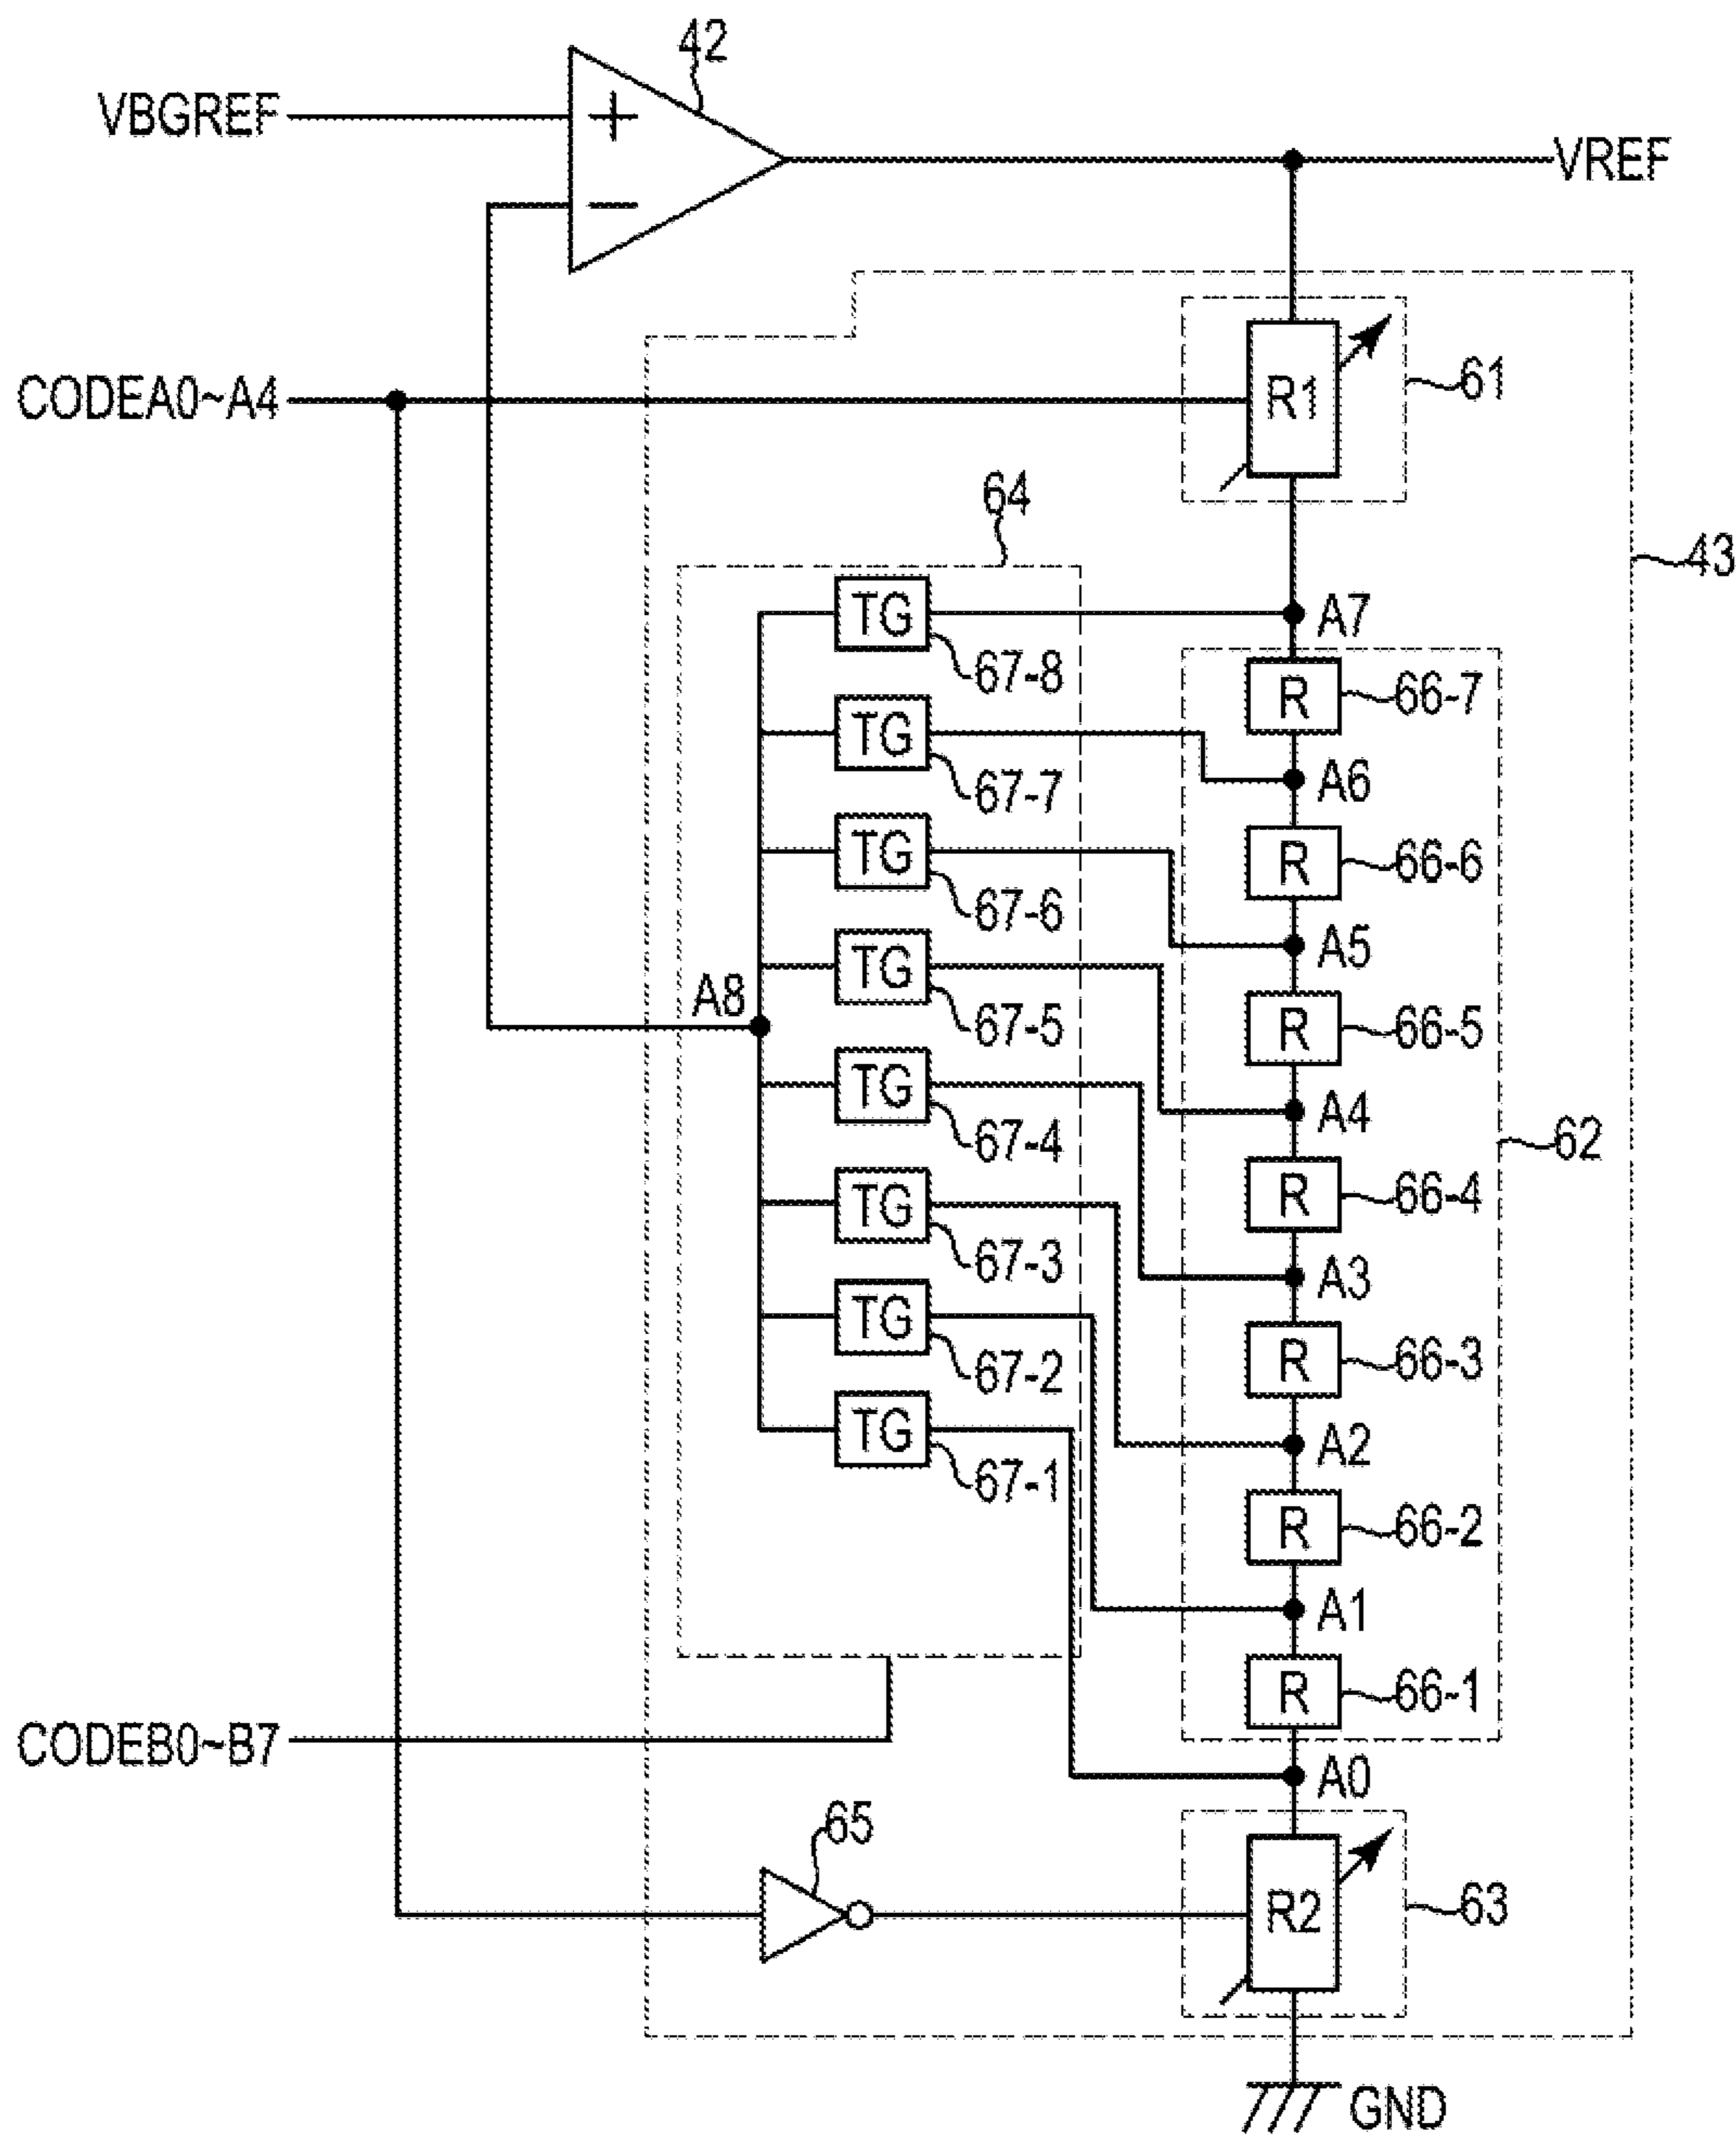 42
VBGREF
+
−
VREF
CODEA0~A4
R1
61
64
43
TG
A7
67-8
R
66-7
TG
A6
67-7
TG
R
66-6
67-6
A5
TG
A8
R
66-5
67-5
TG
A4
62
67-4
R
66-4
TG
67-3
A3
TG
R
66-3
67-2
TG
A2
67-1
R
66-2
A1
R
66-1
CODEB0~B7
A0
65
R2
63
GND